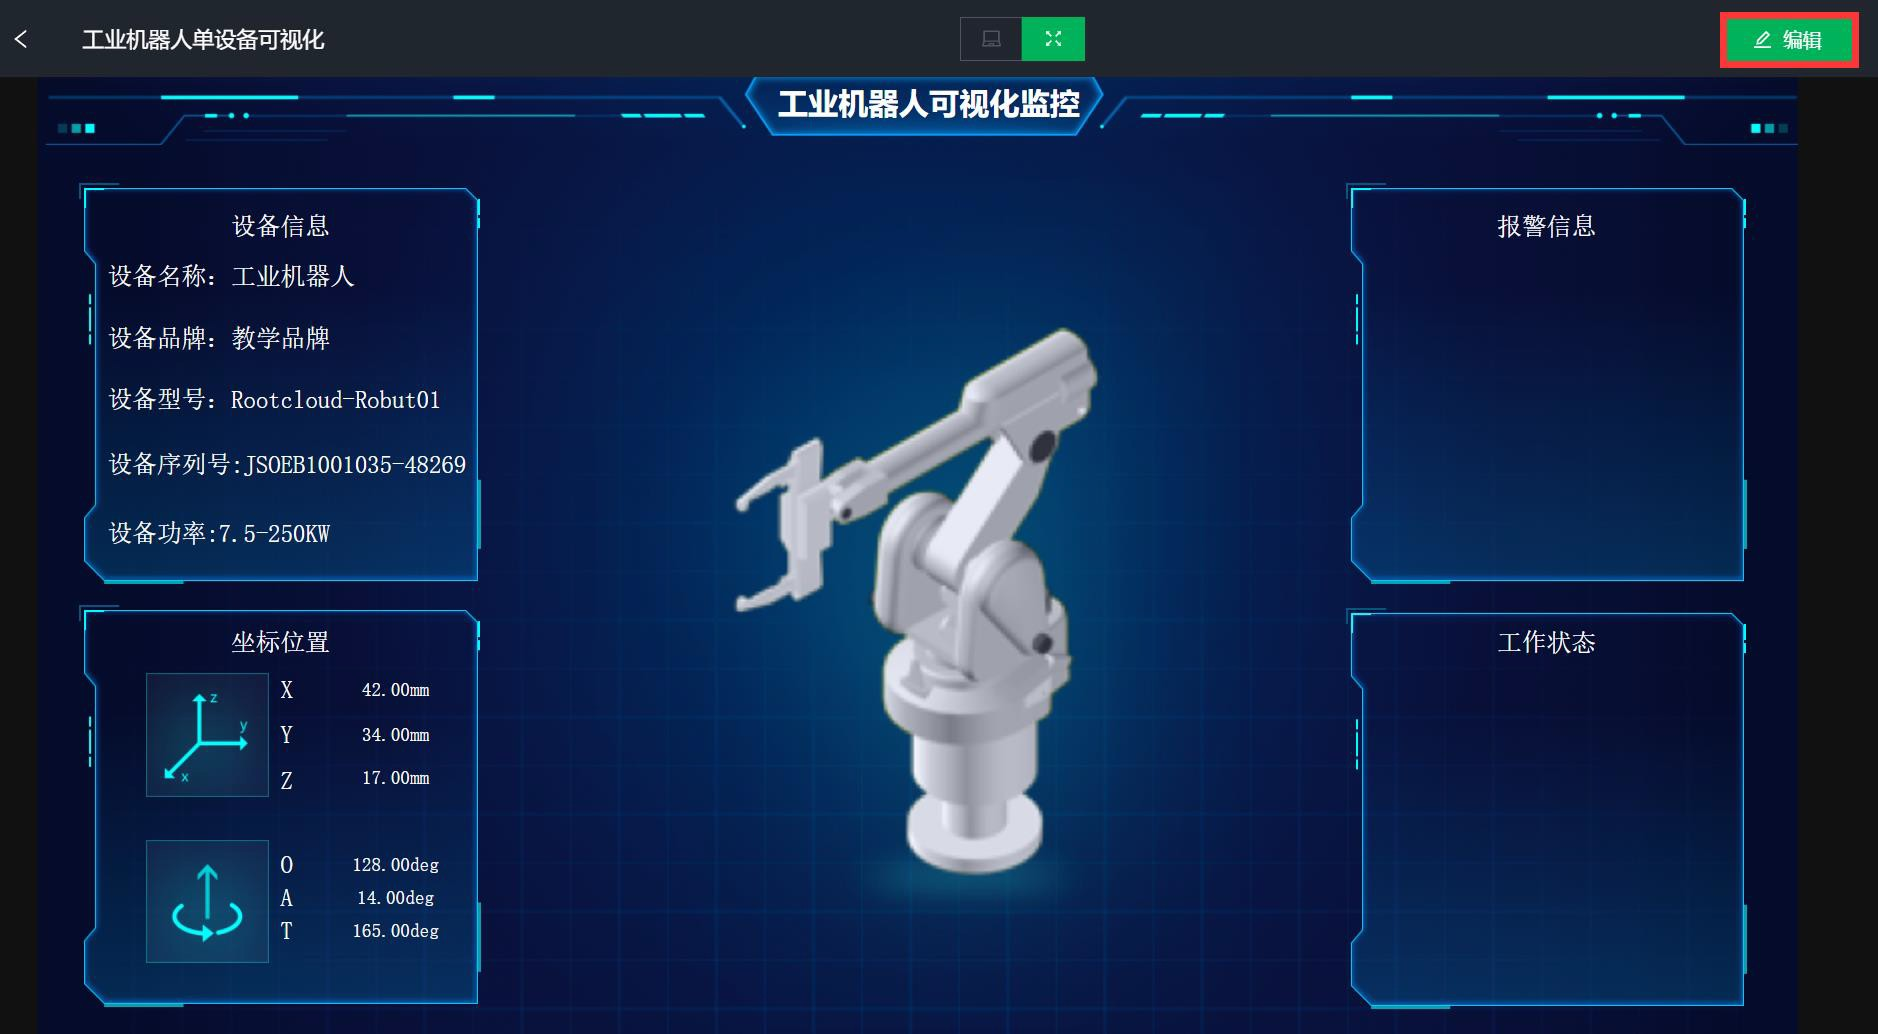 工业机器人单设备可视化
编辑
工业机器人可视化监控
设备信息
设备名称：工业机器人
设备品牌：教学品牌
设备型号：Rootcloud-Robut01
设备序列号:JSOEB1001035-48269
设备功率:7.5-250KW
报警信息
坐标位置
z
y
x
X 42.00mm
Y 34.00mm
Z 17.00mm
O 128.00deg
A 14.00deg
T 165.00deg
工作状态